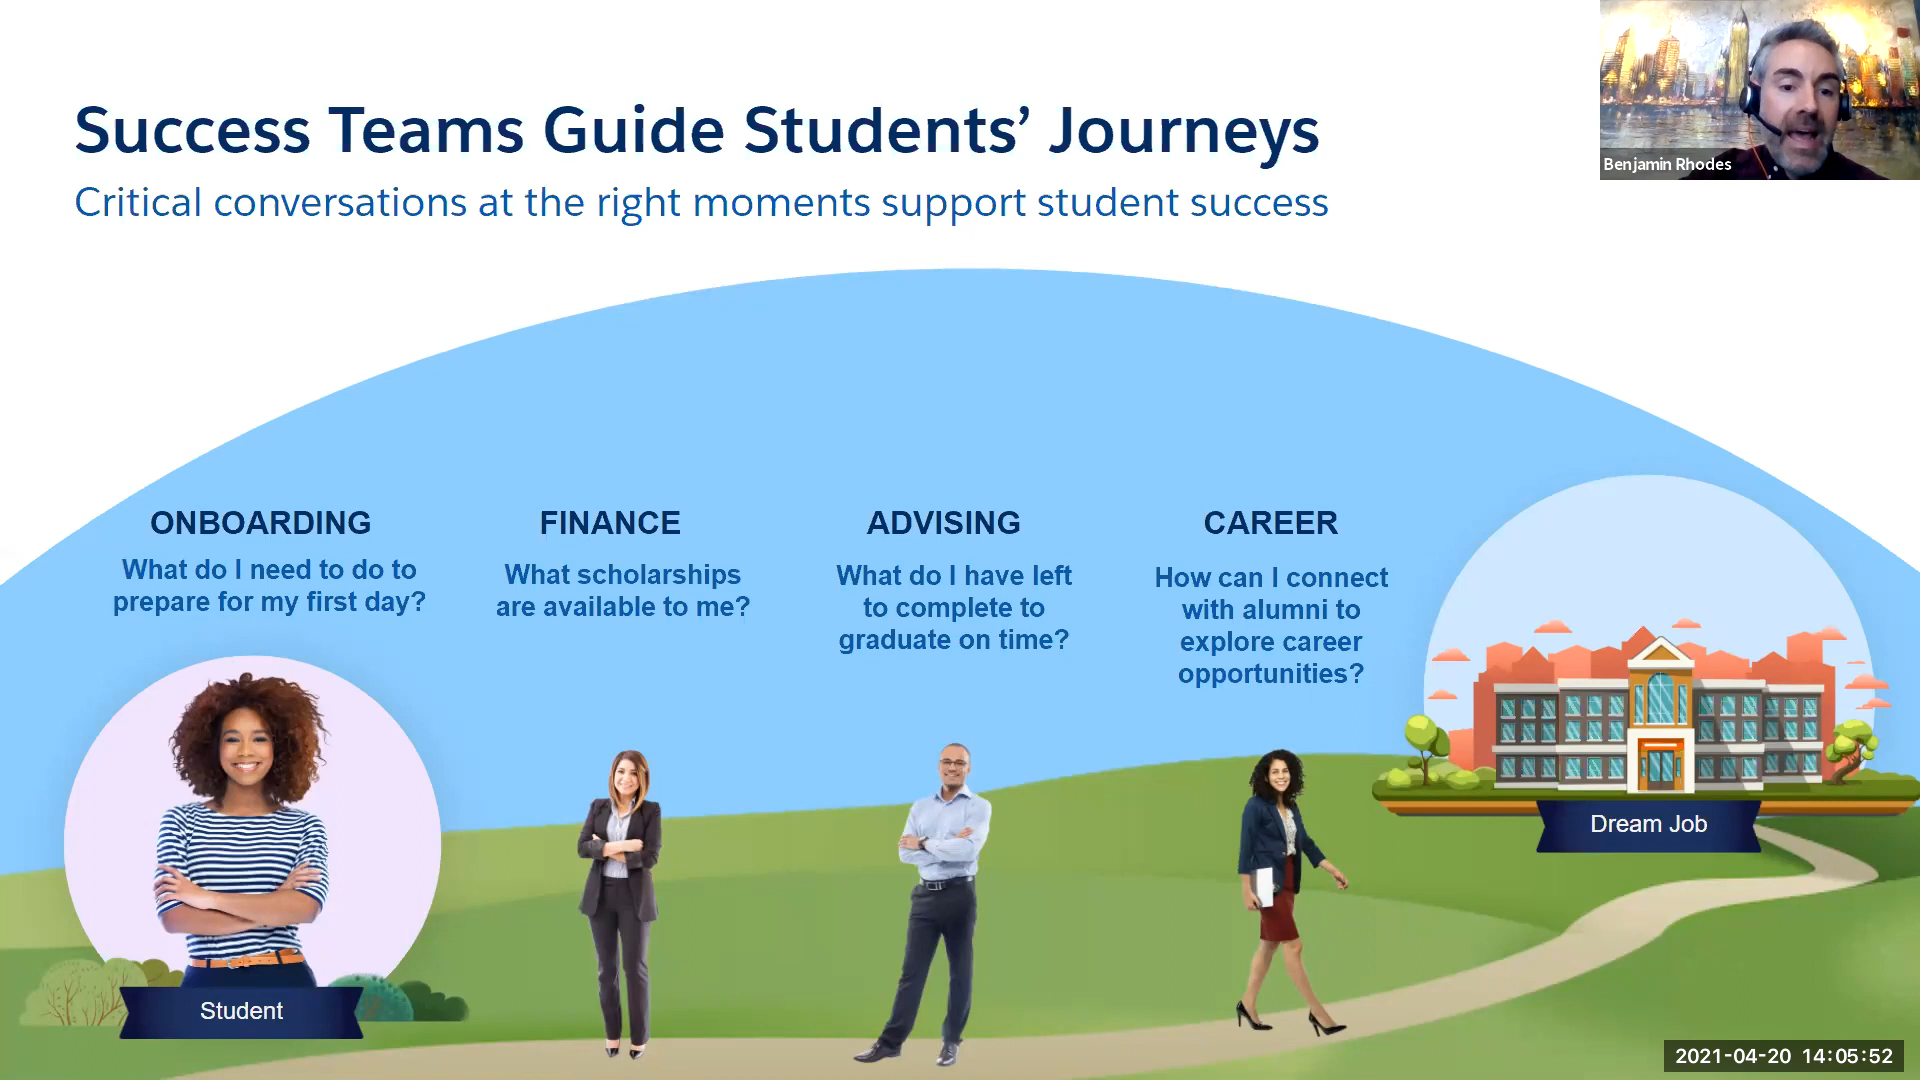 Success Teams Guide Students’ Journeys
Critical conversations at the right moments support student success
Benjamin Rhodes
ONBOARDING
What do I need to do to
prepare for my first day?
FINANCE
What scholarships
are available to me?
ADVISING
What do I have left
to complete to
graduate on time?
CAREER
How can I connect
with alumni to
explore career
opportunities?
Student
Dream Job
2021-04-20 14:05:52